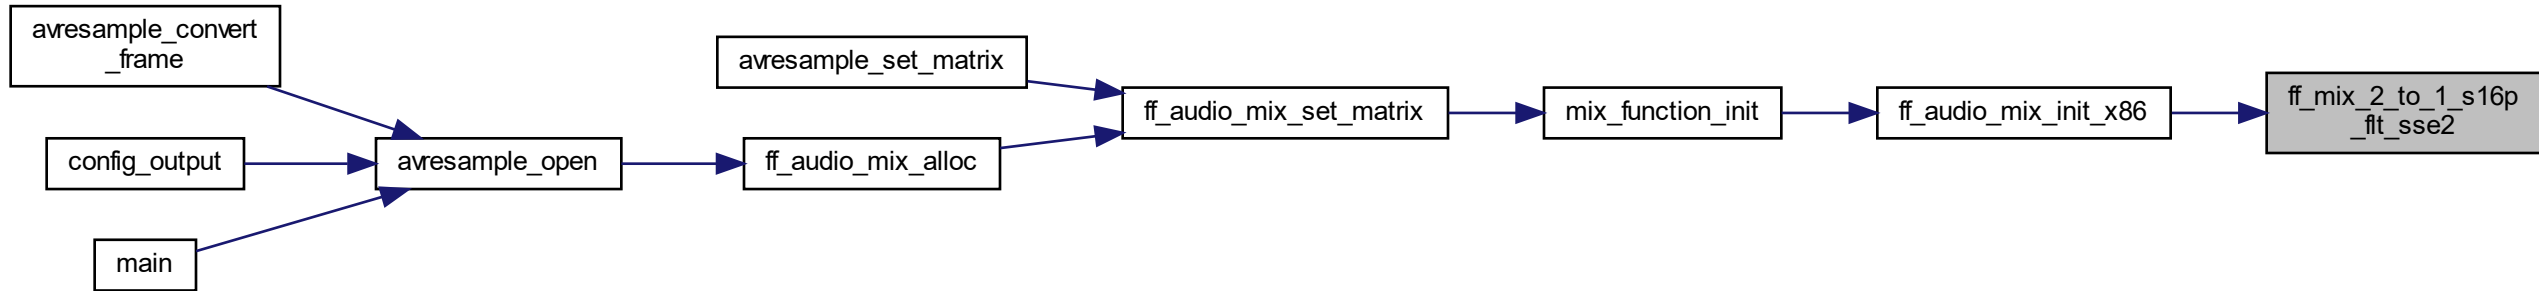 avresample_convert
_frame
config_output
main
avresample_open
avresample_set_matrix
ff_audio_mix_alloc
ff_audio_mix_set_matrix
mix_function_init
ff_audio_mix_init_x86
ff_mix_2_to_1_s16p
_flt_sse2